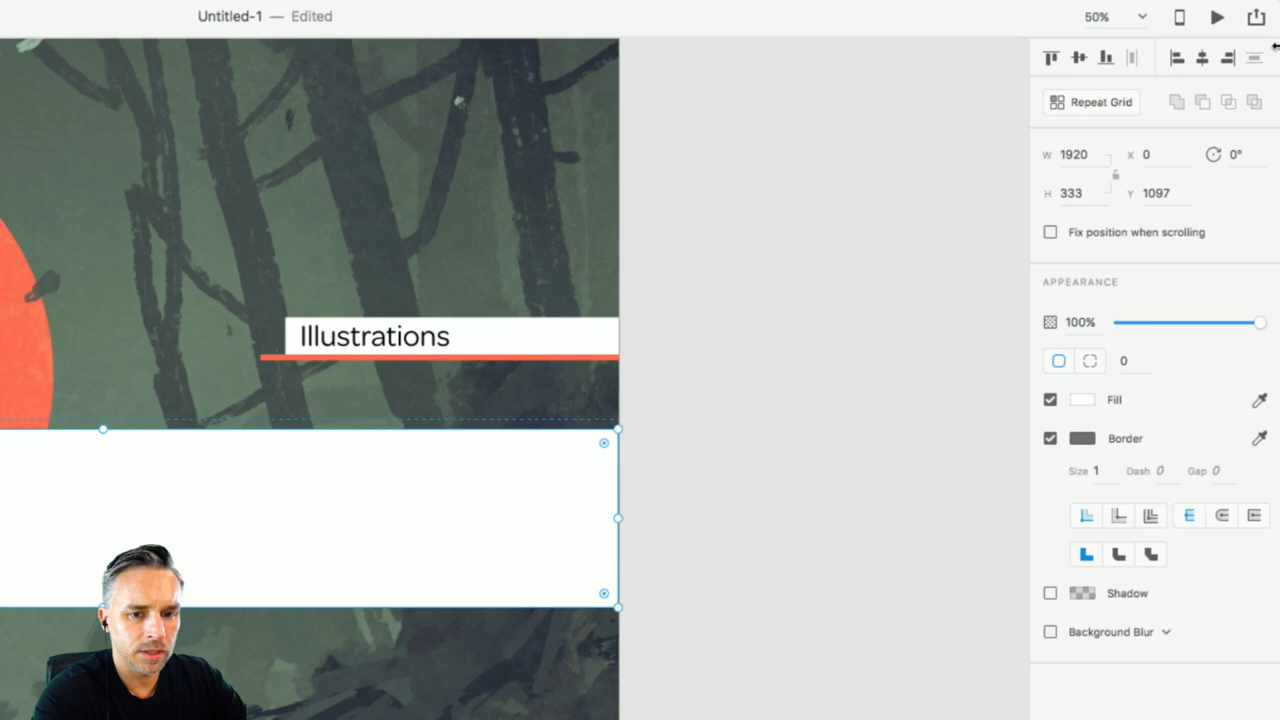 Untitled-1 — Edited
50%
Repeat Grid
W 1920 X 0 0°
H 333 Y 1097
Fix position when scrolling
APPEARANCE
100%
0
Fill
Border
Size 1 Dash 0 Gap 0
Shadow
Background Blur
Illustrations